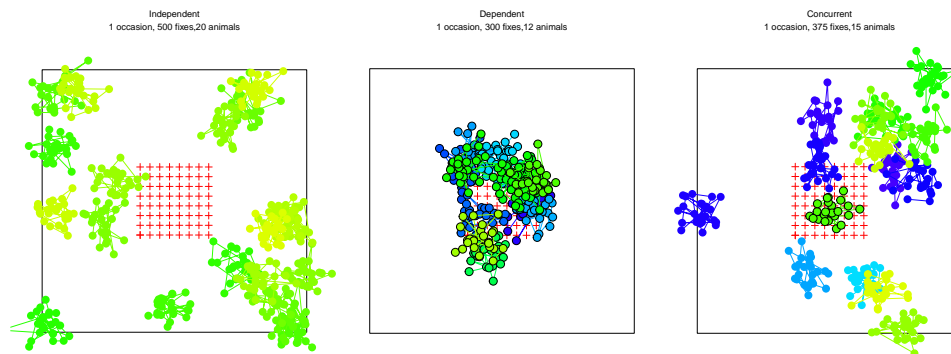 Independent
1 occasion, 500 fixes,20 animals
Dependent
1 occasion, 300 fixes,12 animals
Concurrent
1 occasion, 375 fixes,15 animals